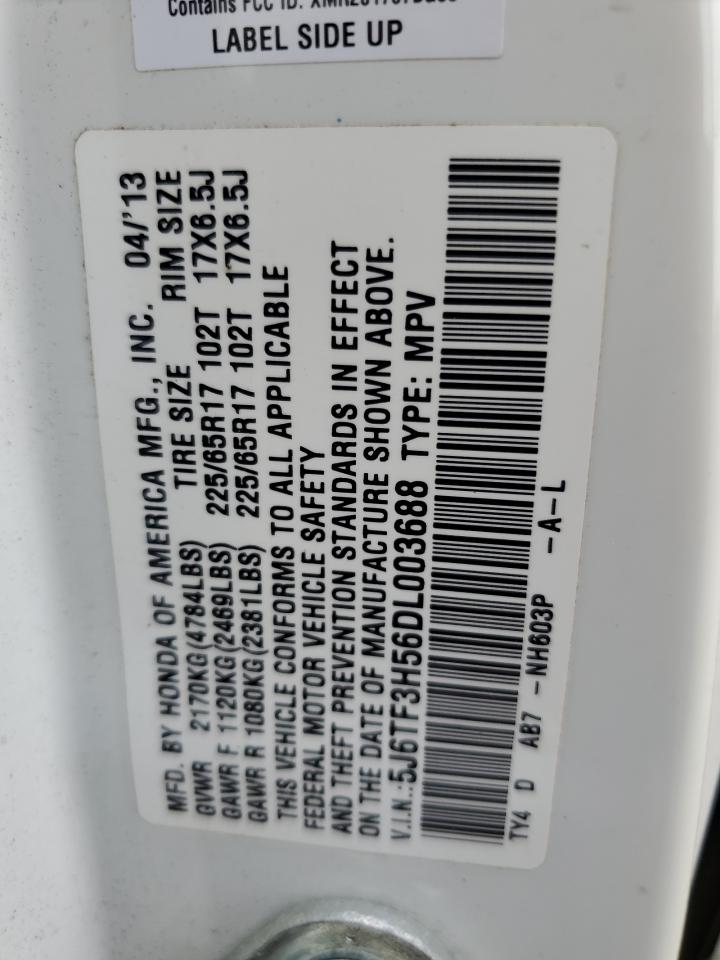 LABEL SIDE UP
MFD. BY HONDA OF AMERICA MFG., INC. 04/'13
GVWR 2170KG(4784LBS) TIRE SIZE RIM SIZE
GAWR F 1120KG(2469LBS) 225/65R17 102T 17X6.5J
GAWR R 1080KG(2381LBS) 225/65R17 102T 17X6.5J
THIS VEHICLE CONFORMS TO ALL APPLICABLE
FEDERAL MOTOR VEHICLE SAFETY
AND THEFT PREVENTION STANDARDS IN EFFECT
ON THE DATE OF MANUFACTURE SHOWN ABOVE.
V.I.N.:5J6TF3H56DL003688 TYPE: MPV
TY4 D AB7 -NH603P -A-L